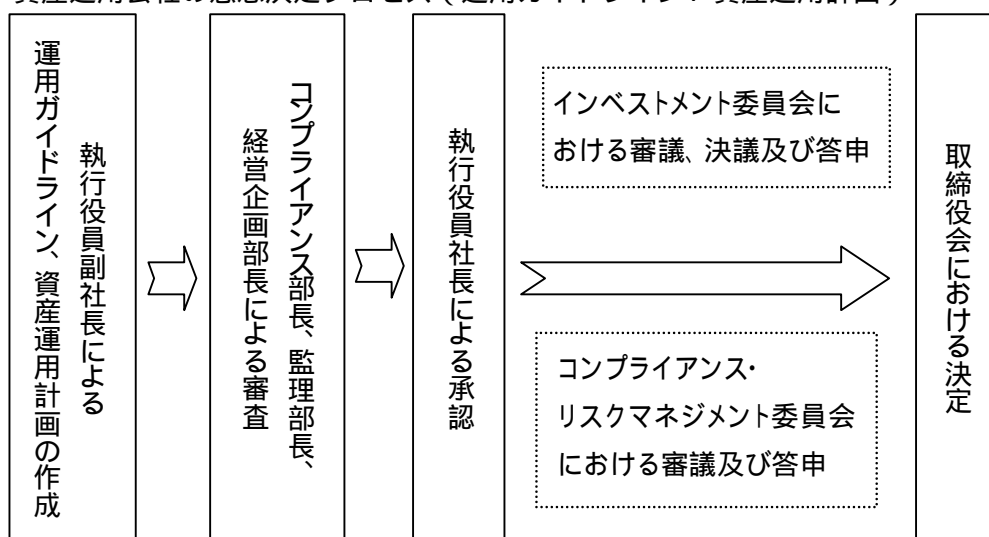 執行役員副社長による
運用ガイドライン、資産運用計画の作成
コンプライアンス部長、監理部長、
経営企画部長による審査
執行役員社長による承認
インベストメント委員会に
おける審議、決議及び答申
コンプライアンス・
リスクマネジメント委員会
における審議及び答申
取締役会における決定